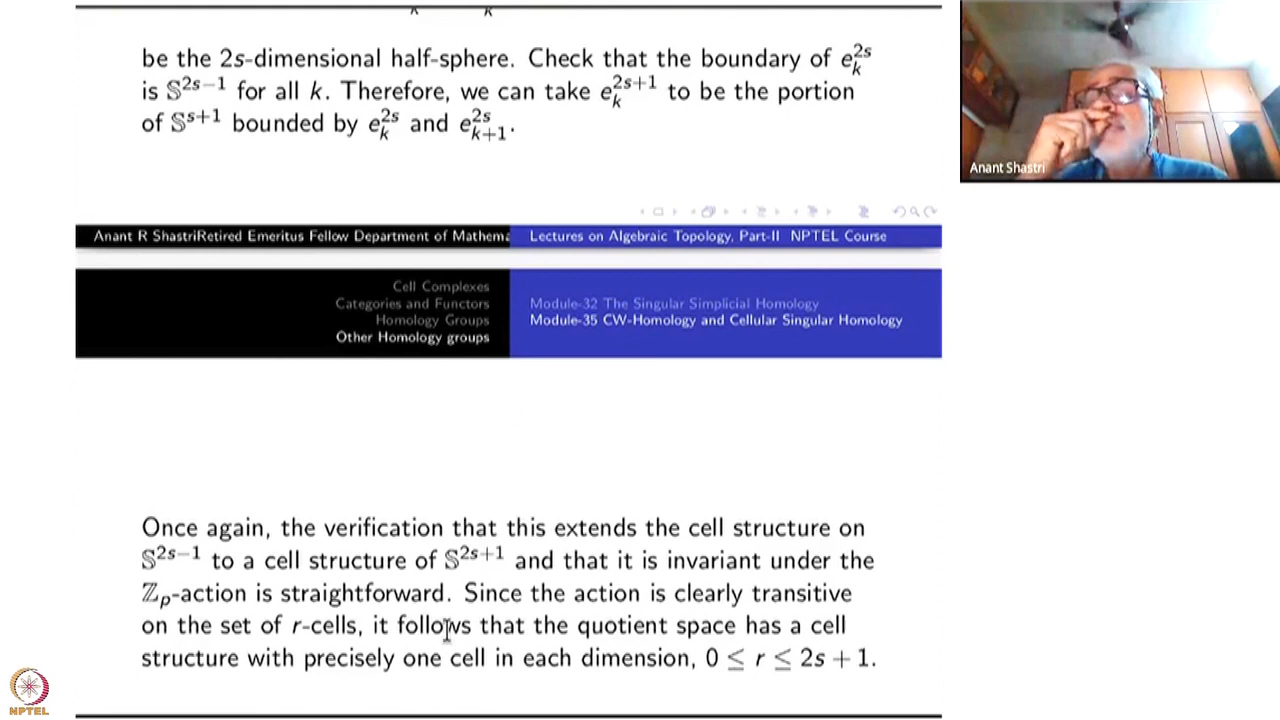 be the 2s-dimensional half-sphere. Check that the boundary of e_k^{2s}
is 𝕊^{2s−1} for all k. Therefore, we can take e_k^{2s+1} to be the portion
of 𝕊^{s+1} bounded by e_k^{2s} and e_{k+1}^{2s}.
Anant Shastri
Anant R ShastriRetired Emeritus Fellow Department of Mathema
Lectures on Algebraic Topology, Part-II NPTEL Course
Cell Complexes
Categories and Functors
Homology Groups
Other Homology groups
Module-32 The Singular Simplicial Homology
Module-35 CW-Homology and Cellular Singular Homology
Once again, the verification that this extends the cell structure on
𝕊^{2s−1} to a cell structure of 𝕊^{2s+1} and that it is invariant under the
ℤ_p-action is straightforward. Since the action is clearly transitive
on the set of r-cells, it follows that the quotient space has a cell
structure with precisely one cell in each dimension, 0 ≤ r ≤ 2s + 1.
NPTEL